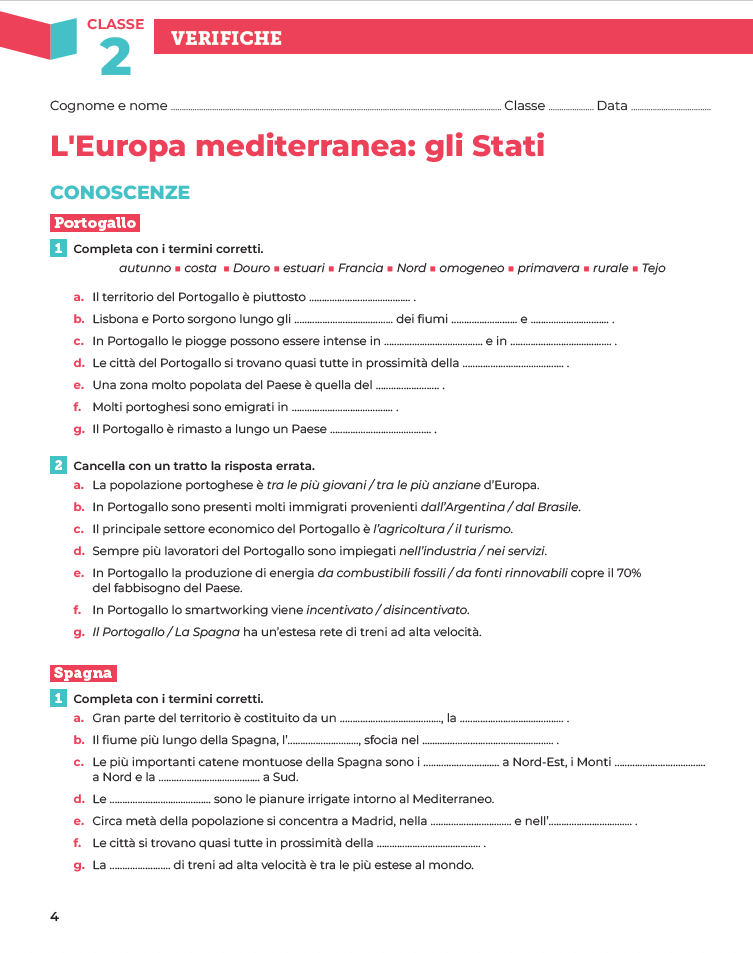 CLASSE
2
VERIFICHE
Cognome e nome ........................................ Classe .................... Data ..............................
L'Europa mediterranea: gli Stati
CONOSCENZE
Portogallo
1 Completa con i termini corretti.
autunno ■ costa ■ Douro ■ estuari ■ Francia ■ Nord ■ omogeneo ■ primavera ■ rurale ■ Tejo
a. Il territorio del Portogallo è piuttosto ........................................ .
b. Lisbona e Porto sorgono lungo gli ....................................... dei fiumi .......................... e ............................... .
c. In Portogallo le piogge possono essere intense in ....................................... e in ........................................ .
d. Le città del Portogallo si trovano quasi tutte in prossimità della ........................................ .
e. Una zona molto popolata del Paese è quella del ......................... .
f. Molti portoghesi sono emigrati in ........................................ .
g. Il Portogallo è rimasto a lungo un Paese ........................................ .
2 Cancella con un tratto la risposta errata.
a. La popolazione portoghese è tra le più giovani / tra le più anziane d’Europa.
b. In Portogallo sono presenti molti immigrati provenienti dall’Argentina / dal Brasile.
c. Il principale settore economico del Portogallo è l’agricoltura / il turismo.
d. Sempre più lavoratori del Portogallo sono impiegati nell’industria / nei servizi.
e. In Portogallo la produzione di energia da combustibili fossili / da fonti rinnovabili copre il 70%
del fabbisogno del Paese.
f. In Portogallo lo smartworking viene incentivato / disincentivato.
g. Il Portogallo / La Spagna ha un’estesa rete di treni ad alta velocità.
Spagna
1 Completa con i termini corretti.
a. Gran parte del territorio è costituito da un ........................................, la ......................................... .
b. Il fiume più lungo della Spagna, l’............................, sfocia nel .................................................... .
c. Le più importanti catene montuose della Spagna sono i .............................. a Nord-Est, i Monti ....................................
a Nord e la ........................................ a Sud.
d. Le ........................................ sono le pianure irrigate intorno al Mediterraneo.
e. Circa metà della popolazione si concentra a Madrid, nella ................................ e nell’................................. .
f. Le città si trovano quasi tutte in prossimità della ......................................... .
g. La ........................ di treni ad alta velocità è tra le più estese al mondo.
4